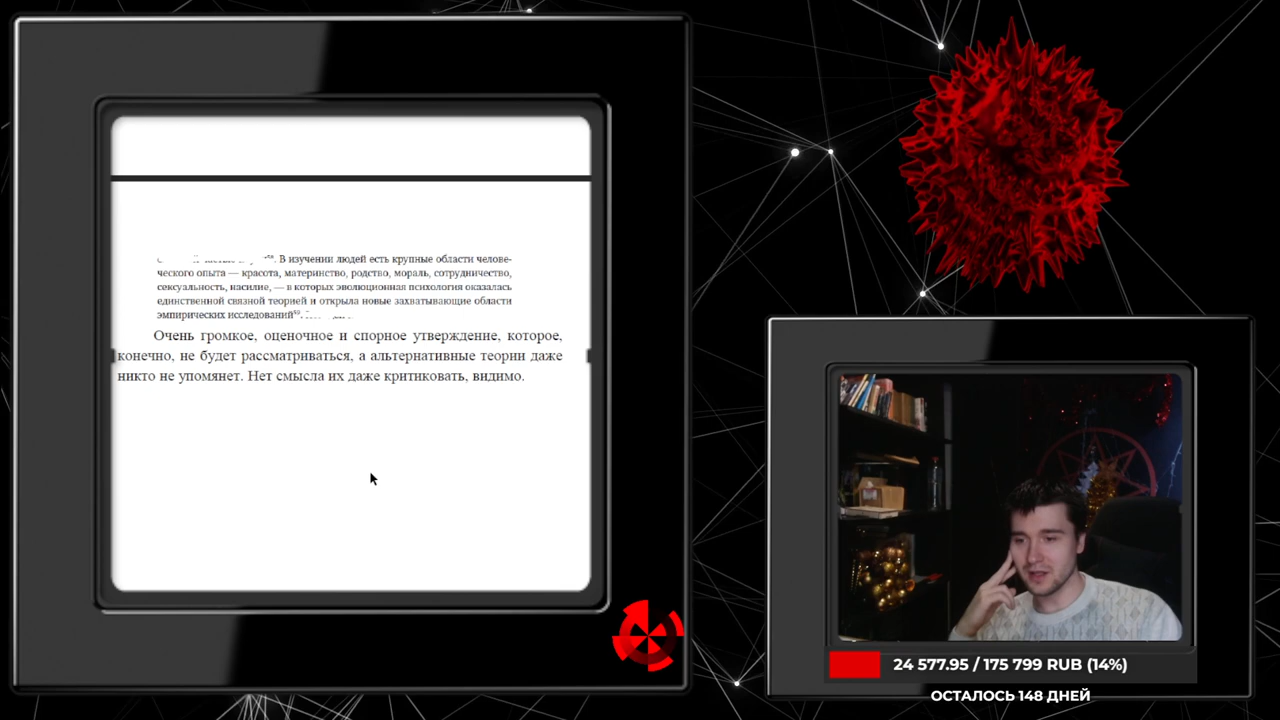 В изучении людей есть крупные области челове-
ческого опыта — красота, материнство, родство, мораль, сотрудничество,
сексуальность, насилие, — в которых эволюционная психология оказалась
единственной связной теорией и открыла новые захватывающие области
эмпирических исследований
Очень громкое, оценочное и спорное утверждение, которое,
конечно, не будет рассматриваться, а альтернативные теории даже
никто не упомянет. Нет смысла их даже критиковать, видимо.
24 577.95 / 175 799 RUB (14%)
ОСТАЛОСЬ 148 ДНЕЙ